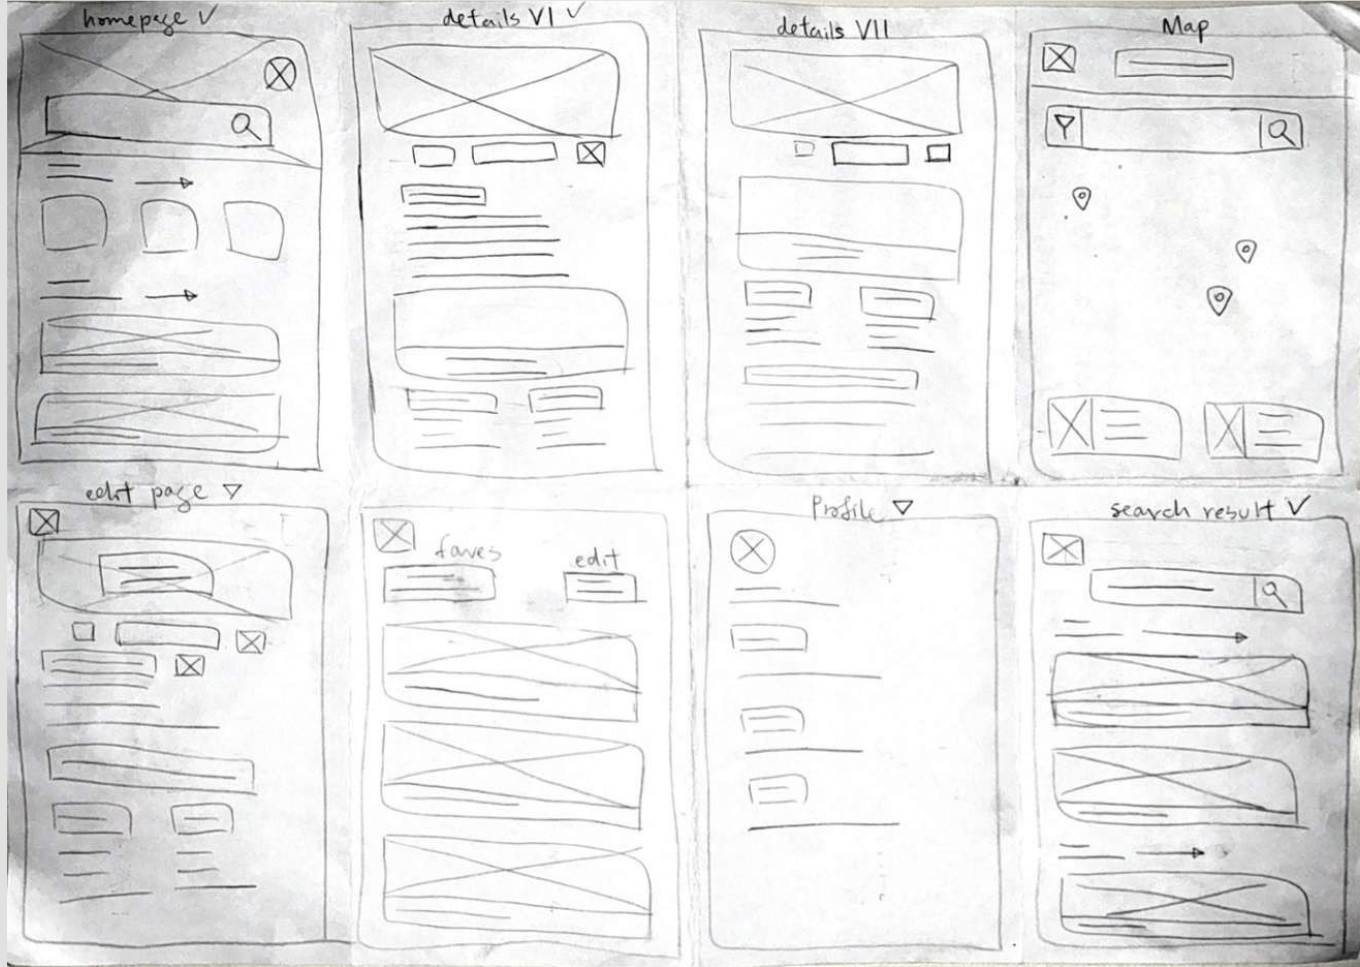 homepage ✓
details VI ✓
details VII
Map
edit page ▽
faves
edit
Profile ▽
search result ✓